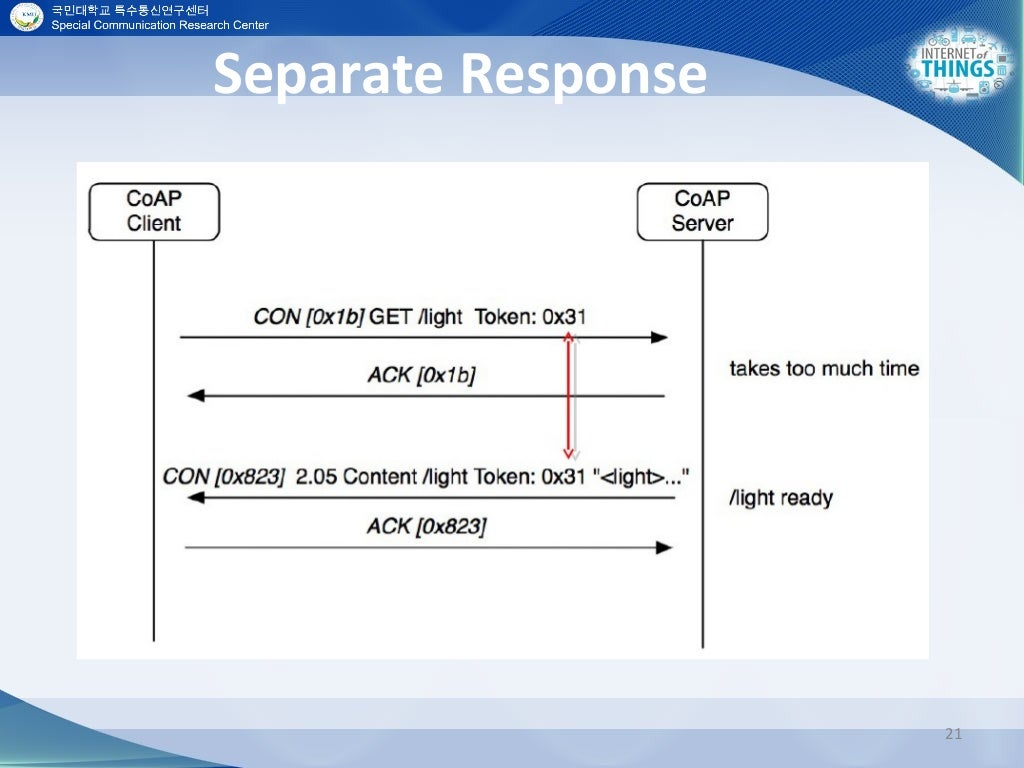 국민대학교 특수통신연구센터
Special Communication Research Center
INTERNET of
THINGS
Separate Response
CoAP
Client
CoAP
Server
CON [0x1b] GET /light Token: 0x31
ACK [0x1b]
takes too much time
CON [0x823] 2.05 Content /light Token: 0x31 "<light>..."
/light ready
ACK [0x823]
21